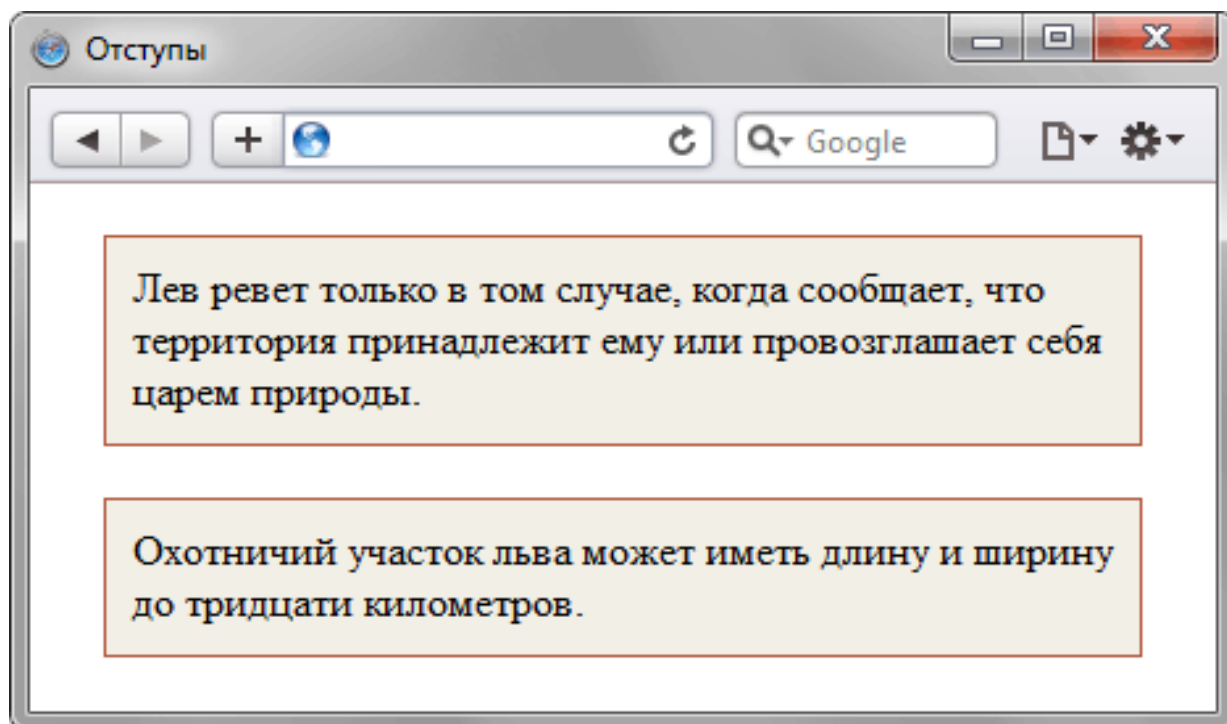 Отступы
Google
Лев ревет только в том случае, когда сообщает, что
территория принадлежит ему или провозглашает себя
царем природы.
Охотничий участок льва может иметь длину и ширину
до тридцати километров.